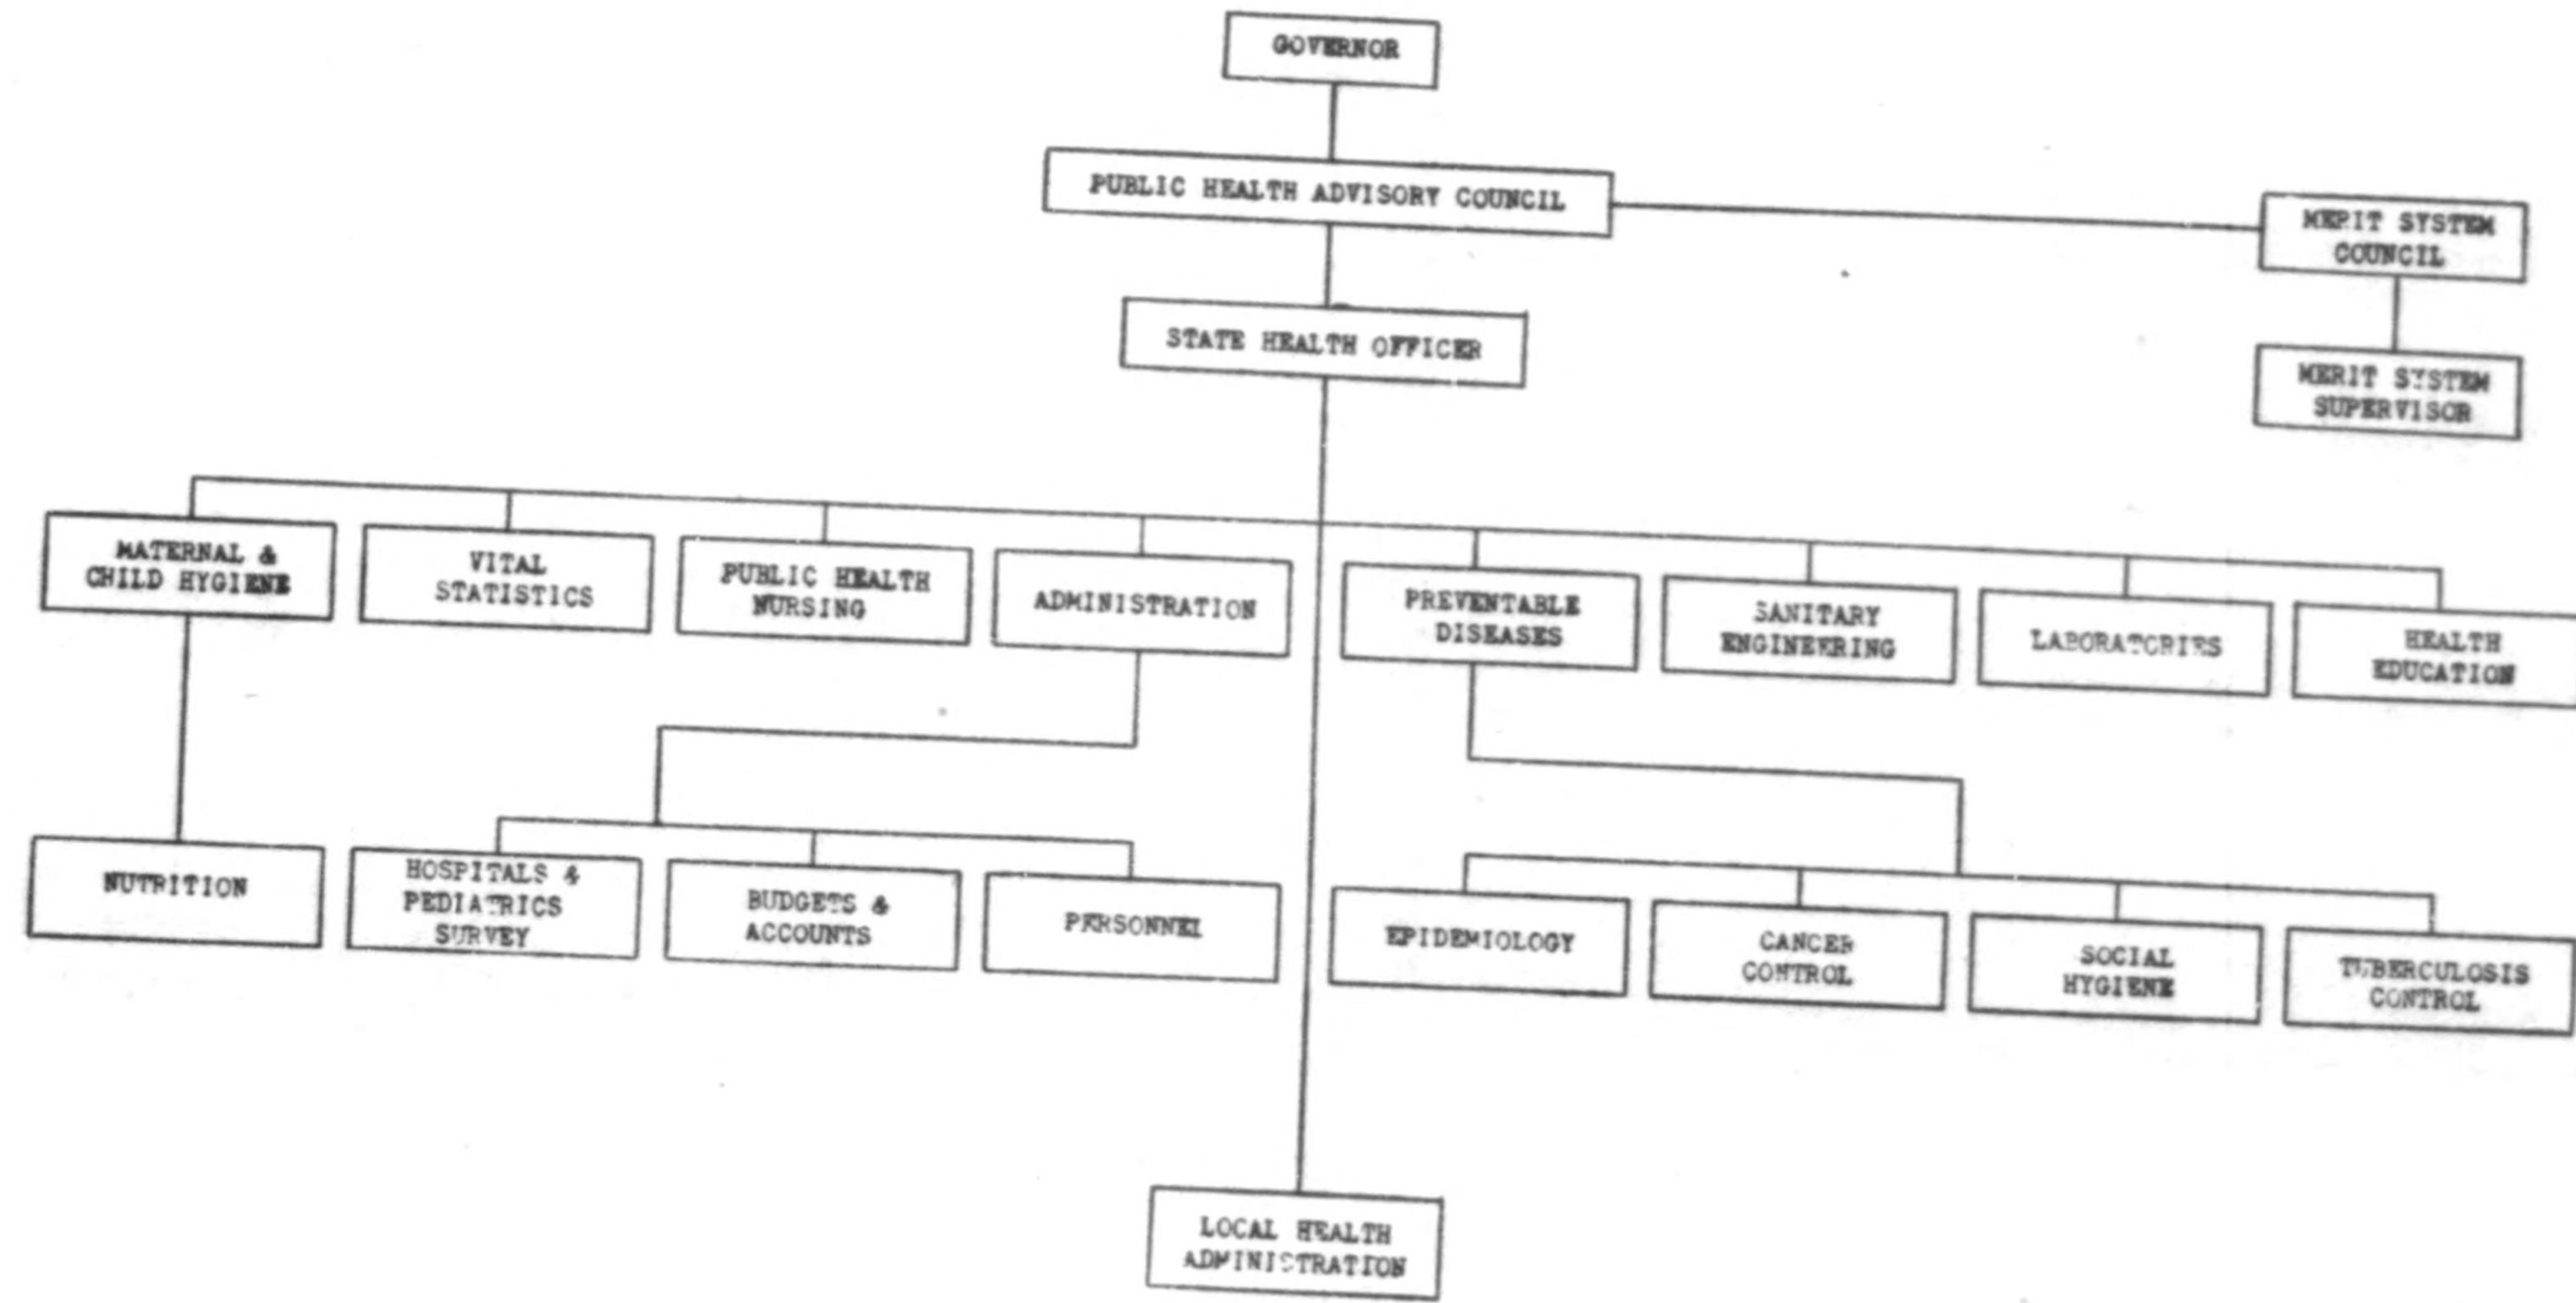 GOVERNOR
PUBLIC HEALTH ADVISORY COUNCIL
MERIT SYSTEM
COUNCIL
STATE HEALTH OFFICER
MERIT SYSTEM
SUPERVISOR
MATERNAL &
CHILD HYGIENE
VITAL
STATISTICS
PUBLIC HEALTH
NURSING
ADMINISTRATION
PREVENTABLE
DISEASES
SANITARY
ENGINEERING
LABORATORIES
HEALTH
EDUCATION
NUTRITION
HOSPITALS &
PEDIATRICS
SURVEY
BUDGETS &
ACCOUNTS
PERSONNEL
EPIDEMIOLOGY
CANCER
CONTROL
SOCIAL
HYGIENE
TUBERCULOSIS
CONTROL
LOCAL HEALTH
ADMINISTRATION